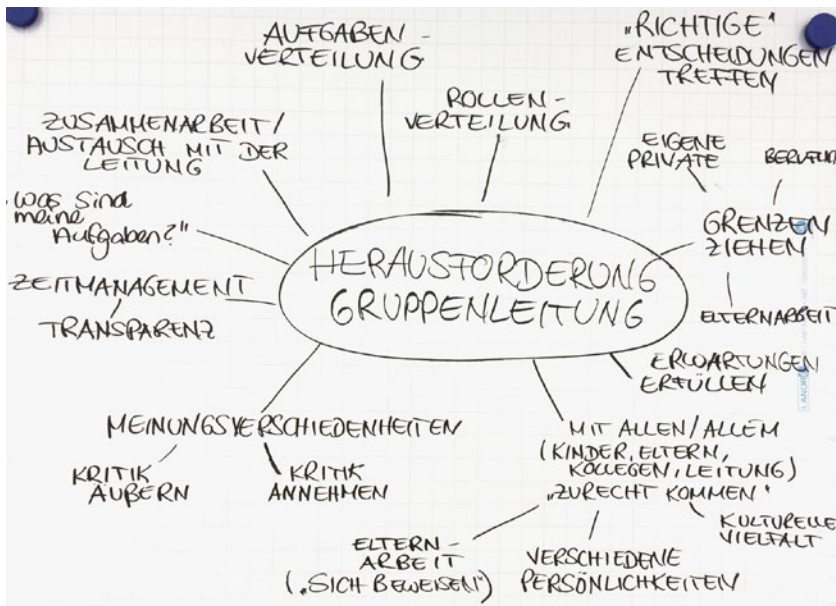 AUFGABEN-
VERTEILUNG
"RICHTIGE"
ENTSCHEIDUNGEN
TREFFEN
ROLLEN-
VERTEILUNG
ZUSAMMENARBEIT/
AUSTAUSCH MIT DER
LEITUNG
EIGENE
PRIVATE
GRENZEN
ZIEHEN
ELTERNARBEIT
Was sind
meine
Aufgaben?"
ZEITMANAGEMENT
TRANSPARENZ
HERAUSFORDERUNG
GRUPPENLEITUNG
ERWARTUNGEN
ERFÜLLEN
MEINUNGSVERSCHIEDENHEITEN
KRITIK
ÄUßERN
KRITIK
ANNEHMEN
MIT ALLEN/ALLEM
(KINDER, ELTERN,
KOLLEGEN, LEITUNG)
"ZURECHT KOMMEN"
KULTURELLE
VIELFALT
ELTERN-
ARBEIT
("SICH BEWEISEN")
VERSCHIEDENE
PERSÖNLICHKEITEN